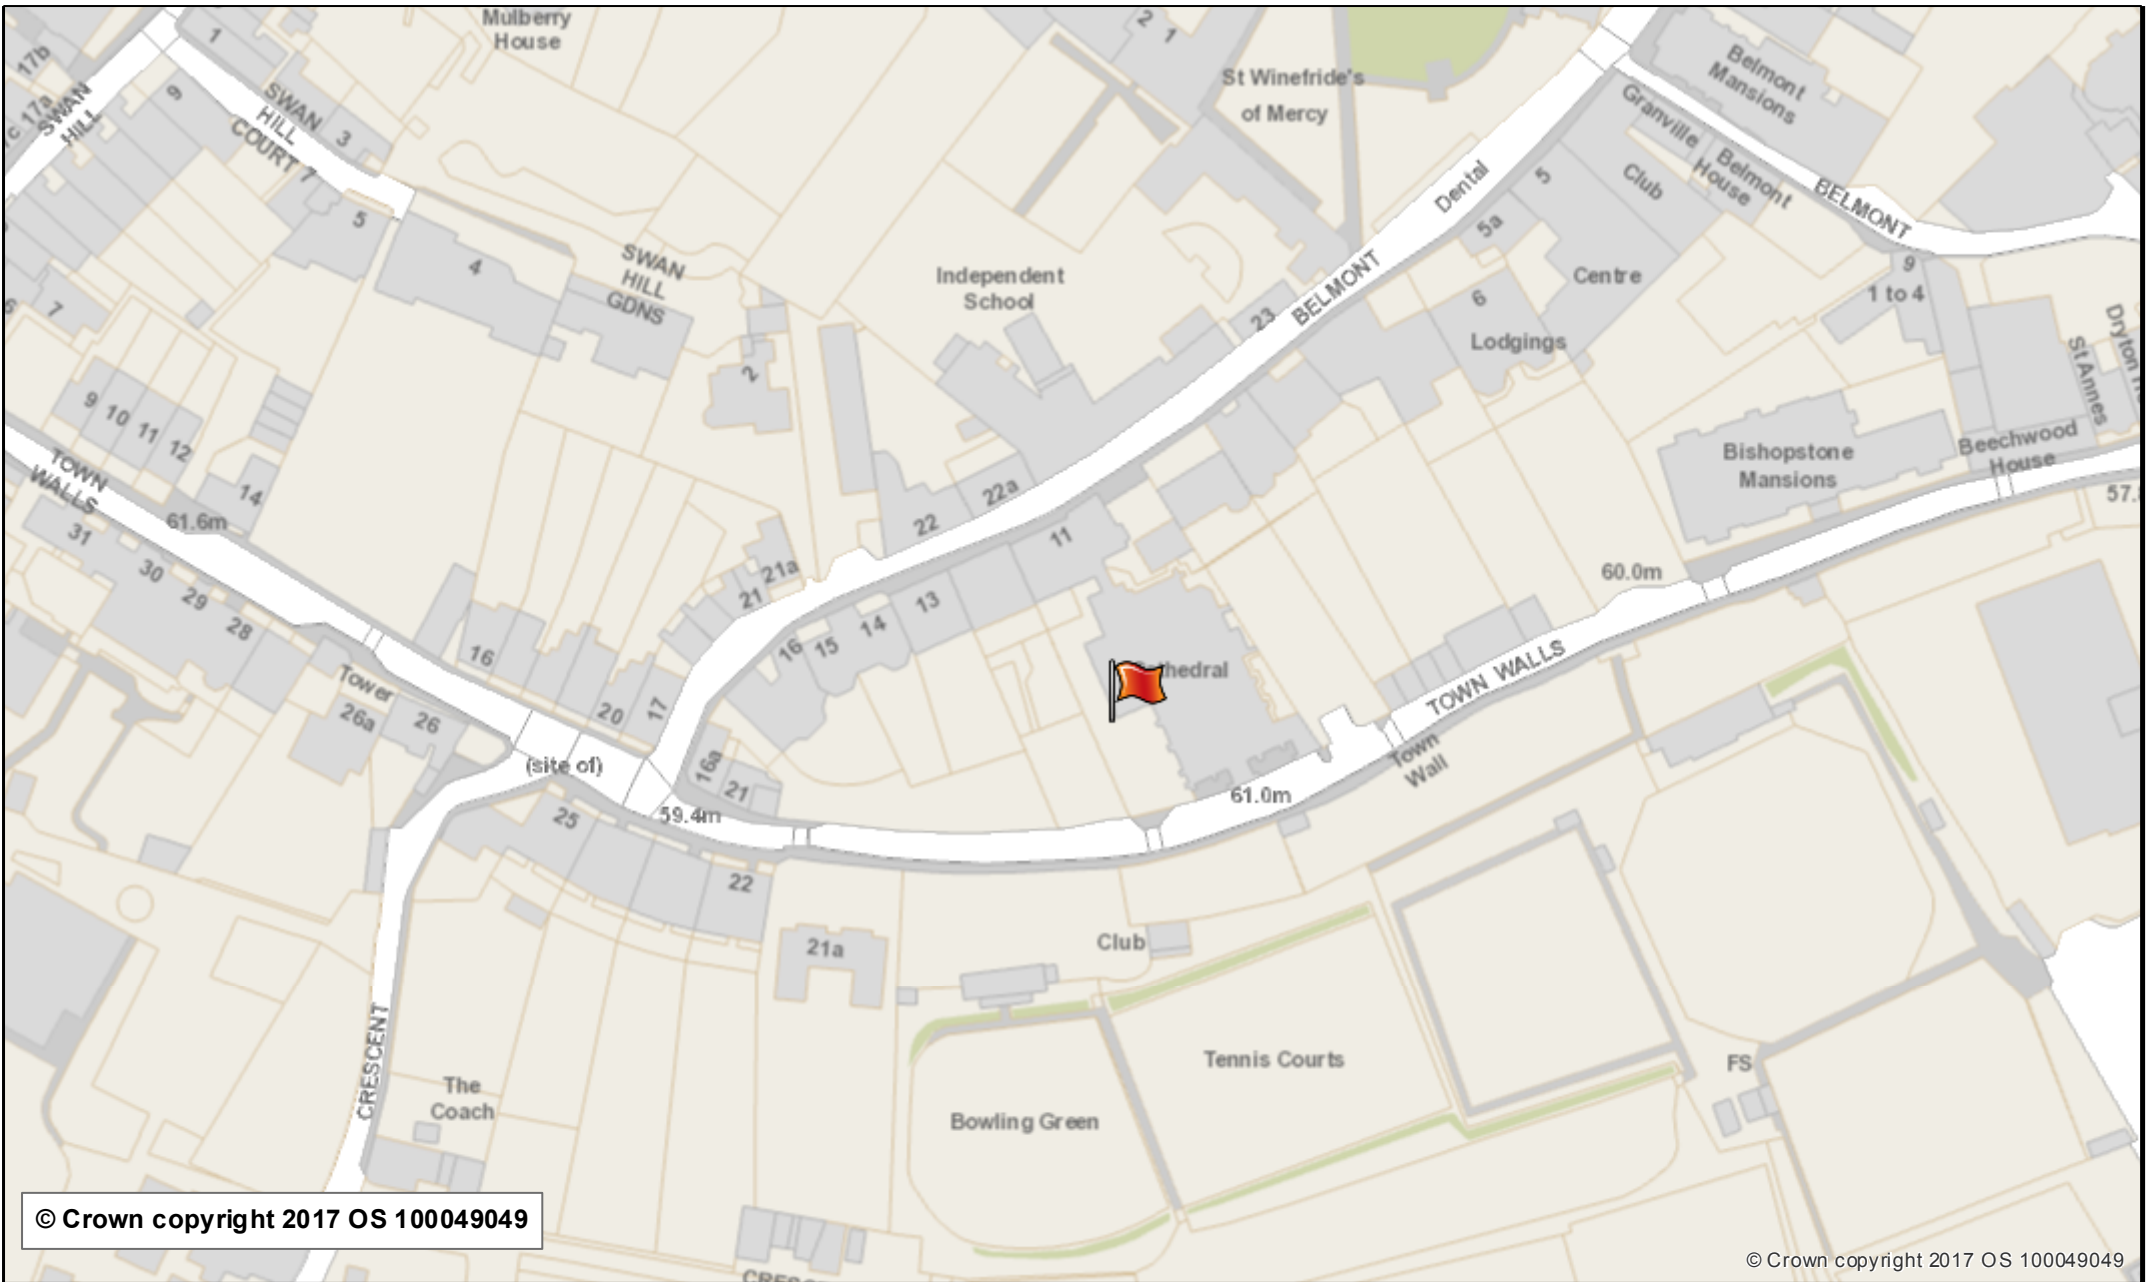 Mulberry
House
2
1
1
17b
9
SWAN
HILL
COURT
3
7
SWAN
HILL
17a
5
4
SWAN
HILL
GDNS
St Winefride's
of Mercy
Belmont
Mansions
Granville
Belmont
House
Club
BELMONT
Dental
5
5a
Centre
9
1 to 4
6
Lodgings
Independent
School
23
BELMONT
7
6
2
9
10
11
12
14
TOWN
WALLS
61.6m
31
30
29
28
22a
22
11
21a
21
13
14
15
16
16
20
17
Tower
26a
26
(site of)
16a
21
59.4m
25
22
21a
Bishopstone
Mansions
Beechwood
House
St Annes
60.0m
TOWN WALLS
Town
Wall
61.0m
Club
CRESCENT
The
Coach
Tennis Courts
Bowling Green
FS
© Crown copyright 2017 OS 100049049
© Crown copyright 2017 OS 100049049